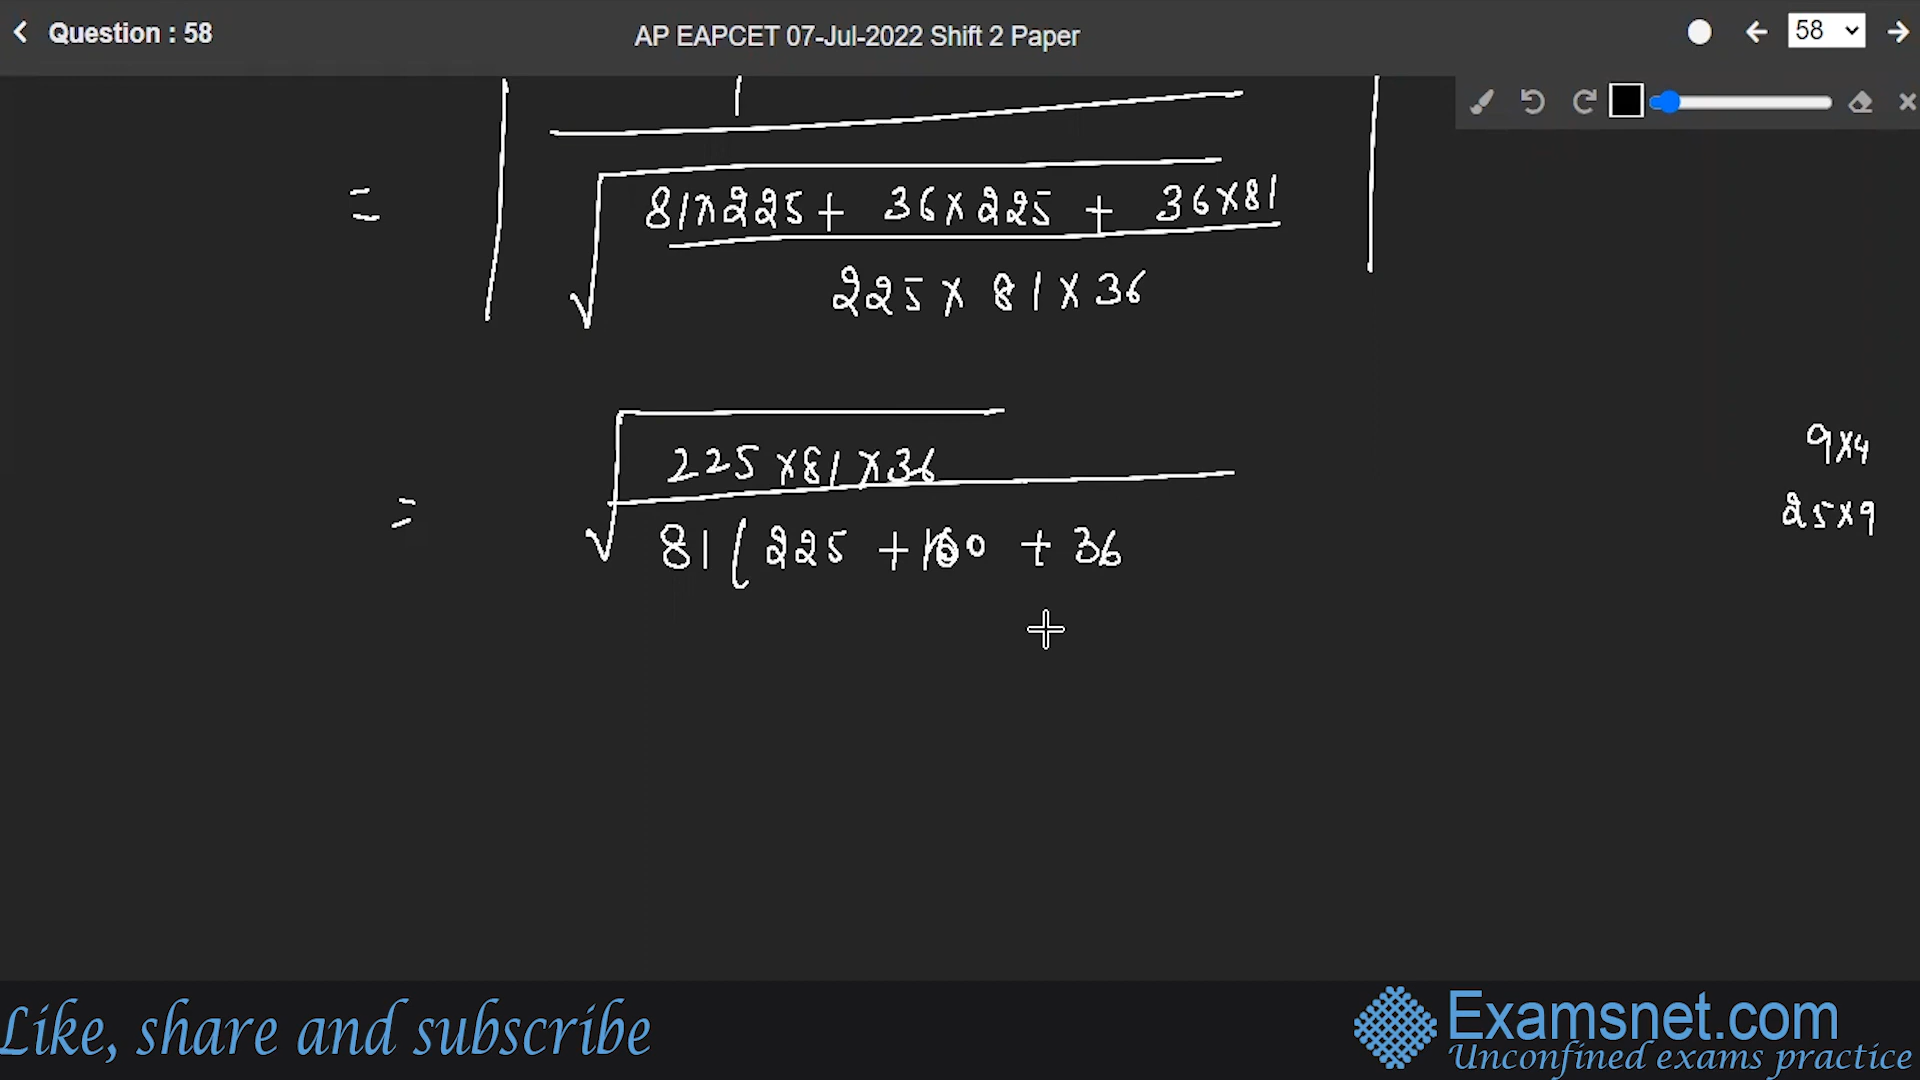 Question : 58
AP EAPCET 07-Jul-2022 Shift 2 Paper
58
1
= 81×225 + 36×225 + 36×81
225 × 81 × 36
225 ×81 ×36
= 81 ( 225 + 100 + 36
9×4
25×9
Like, share and subscribe
Examsnet.com
Unconfined exams practice